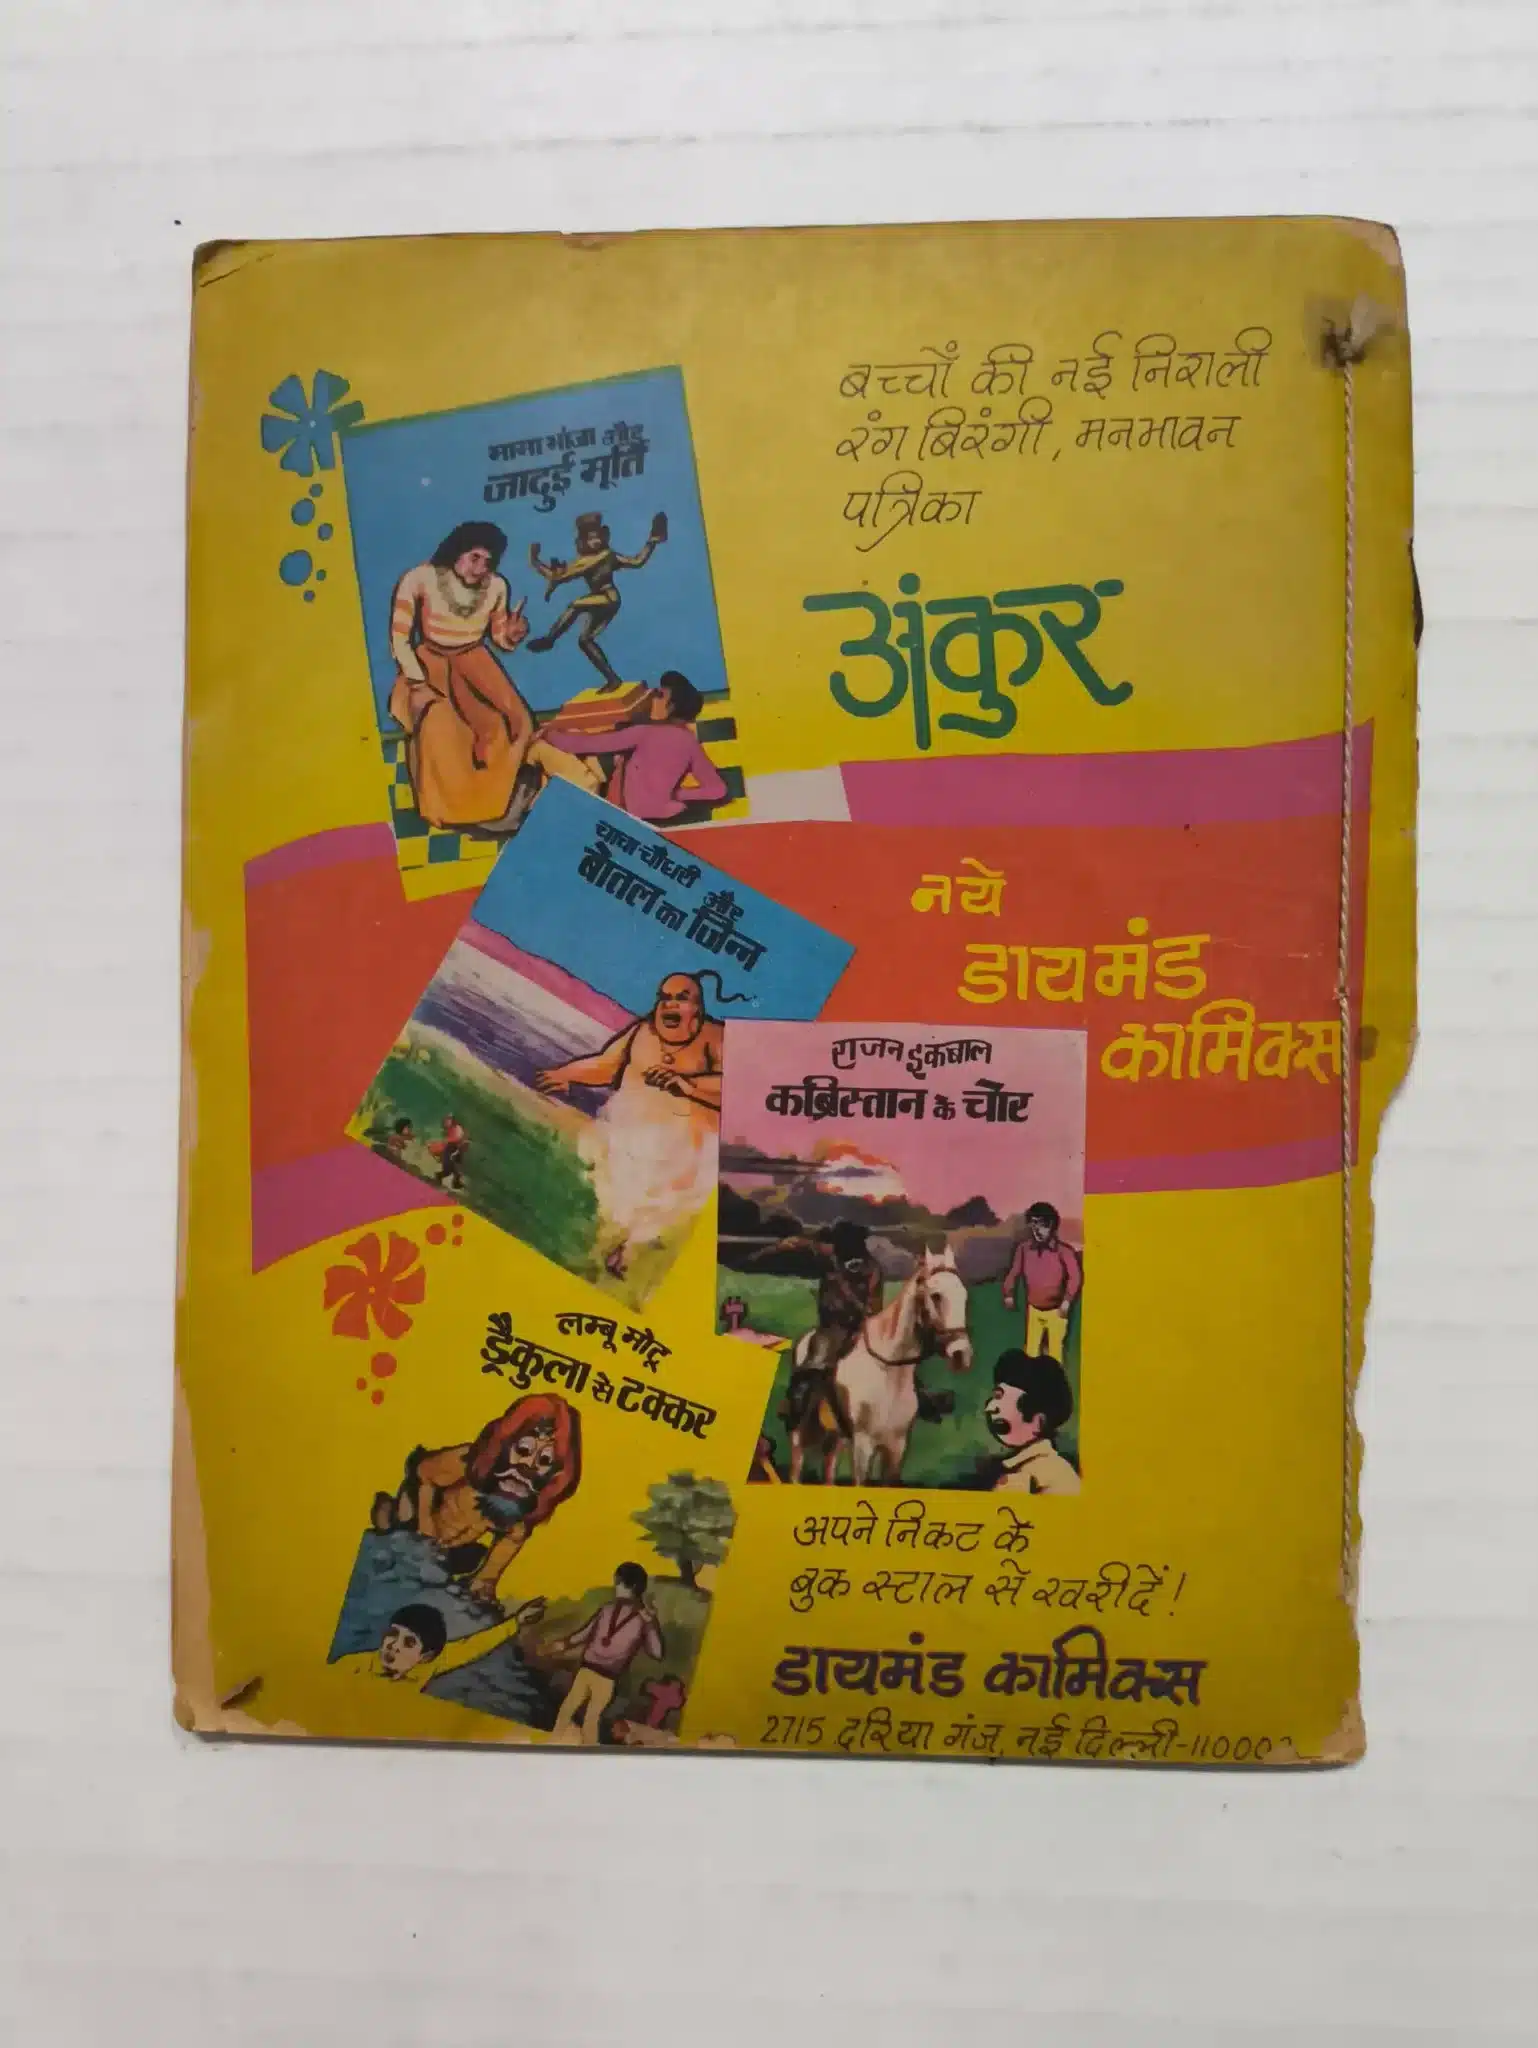 बच्चों की नई निराली
रंग बिरंगी, मनभावन
पत्रिका
अंकुर
मामा भांजा और
जादुई मूर्ति
नये
डायमंड
कामिक्स
चाचा-चौधरी और
बोतल का जिन्न
राजन इकबाल
कब्रिस्तान के चोर
लम्बू मोटू
ड्रैकुला से टक्कर
अपने निकट के
बुक स्टाल से खरीदें!
डायमंड कामिक्स
2715 दरिया गंज, नई दिल्ली-11000